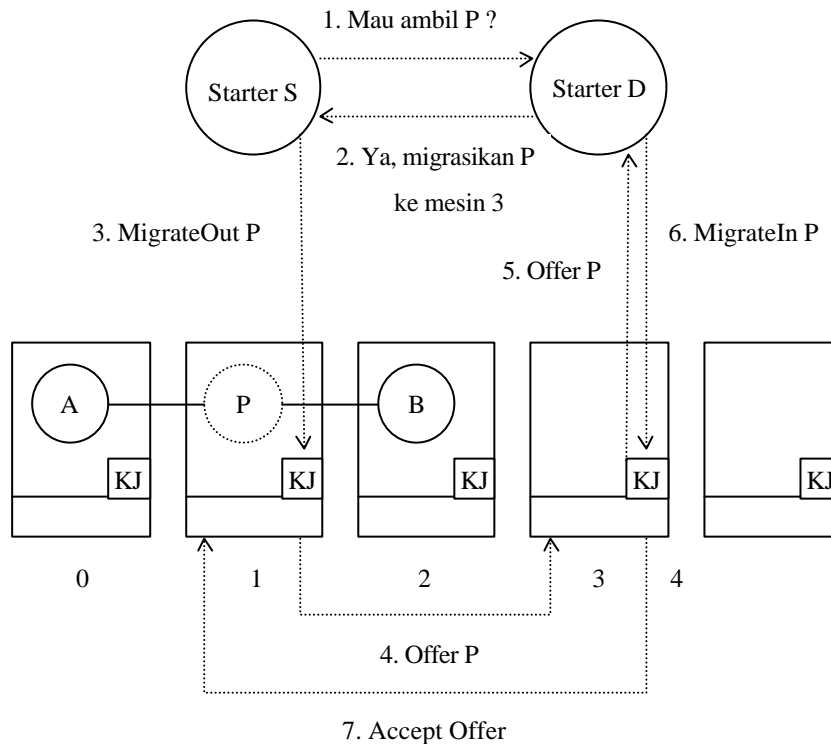 1. Mau ambil P ?
Starter S
Starter D
2. Ya, migrasikan P
ke mesin 3
3. MigrateOut P
6. MigrateIn P
5. Offer P
A
P
B
KJ
KJ
KJ
KJ
KJ
0
1
2
3
4
4. Offer P
7. Accept Offer